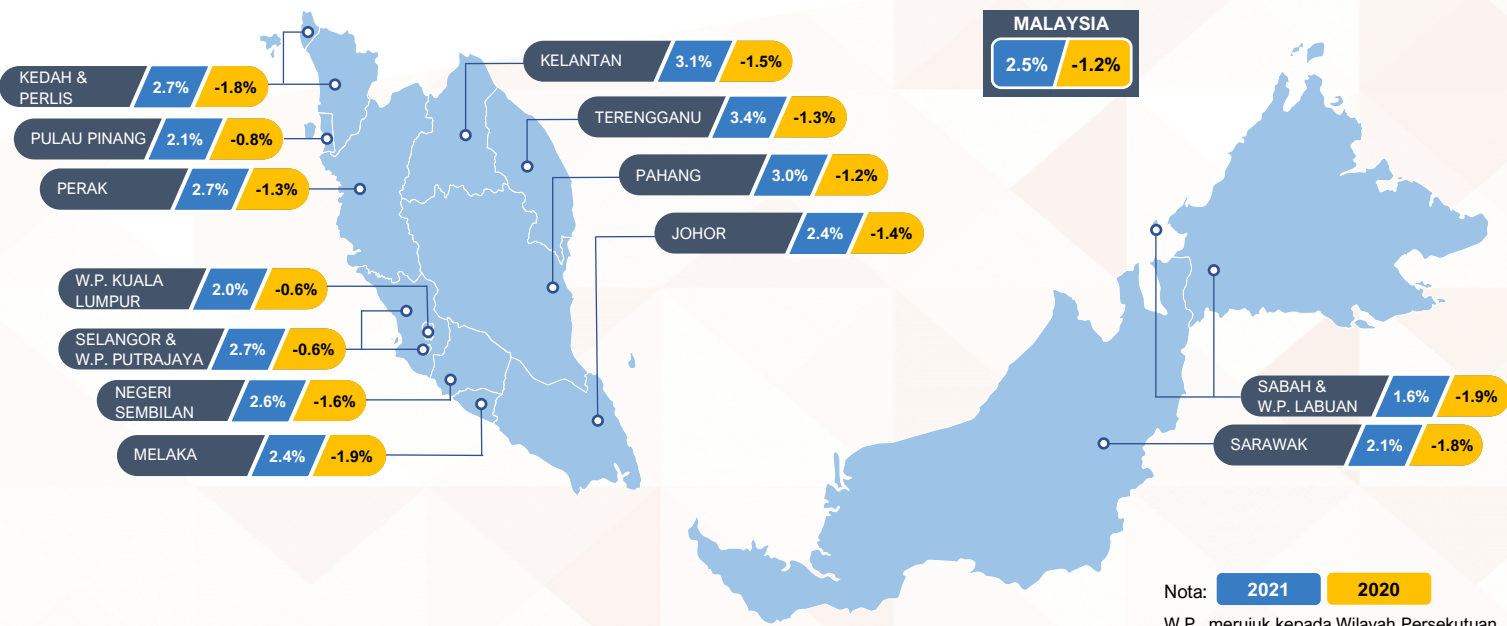 MALAYSIA
2.5% -1.2%
KEDAH &
PERLIS
2.7% -1.8%
PULAU PINANG 2.1% -0.8%
PERAK 2.7% -1.3%
W.P. KUALA
LUMPUR
2.0% -0.6%
SELANGOR &
W.P. PUTRAJAYA
2.7% -0.6%
NEGERI
SEMBILAN
2.6% -1.6%
MELAKA 2.4% -1.9%
KELANTAN 3.1% -1.5%
TERENGGANU 3.4% -1.3%
PAHANG 3.0% -1.2%
JOHOR 2.4% -1.4%
SABAH &
W.P. LABUAN
1.6% -1.9%
SARAWAK 2.1% -1.8%
Nota: 2021 2020
W.P. merujuk kepada Wilayah Persekutuan